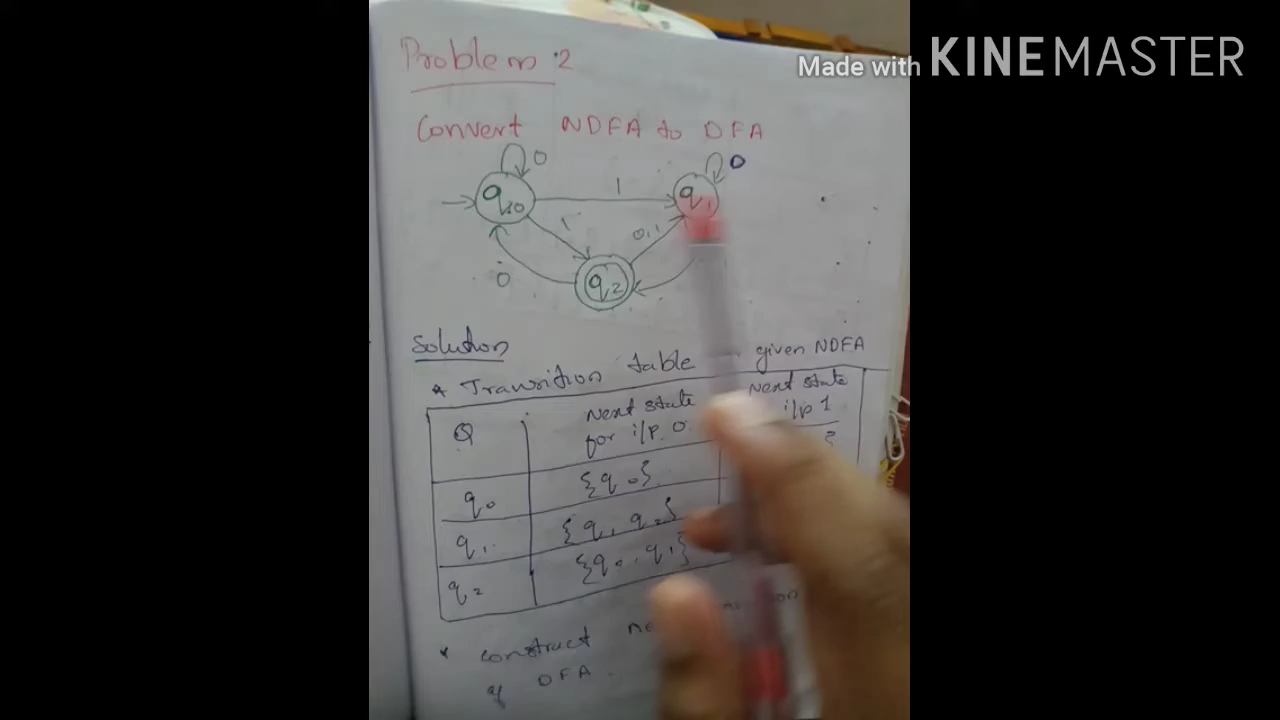 Made with KINEMASTER
Problem 2
Convert NDFA to DFA
0
0
q0
1
q1
1
0,1
0
q2
Solution
* Transition table given NDFA
Q
Next state
for i/p 0
Next state
i/p 1
q0
{q0}
}
q1
{q1 q2}
q2
{q0, q1}
* construct
of DFA.